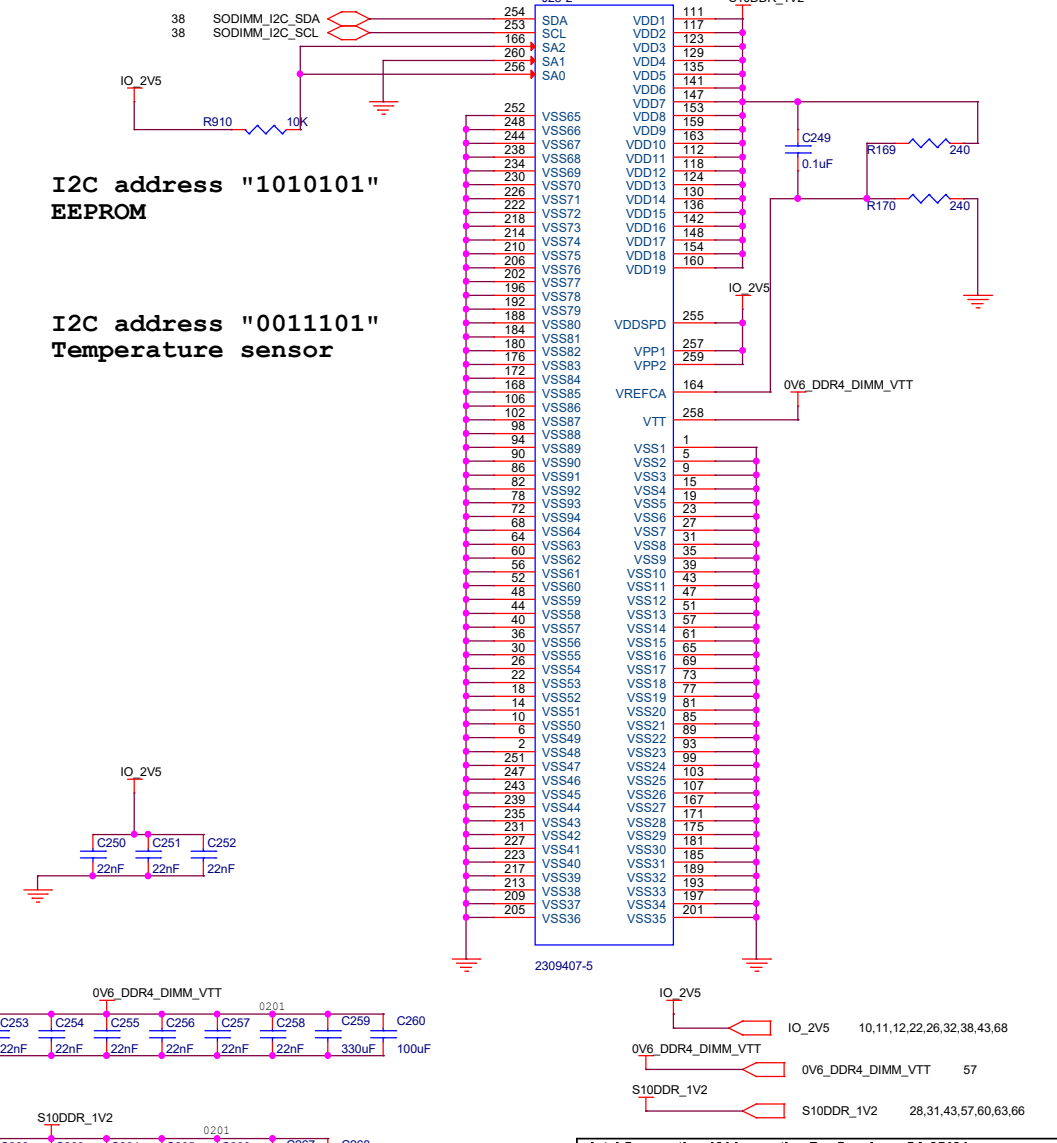 38 SODIMM_I2C_SDA
38 SODIMM_I2C_SCL
254 SDA
253 SCL
166 SA2
260 SA1
256 SA0
IO_2V5
R910 10K
I2C address "1010101"
EEPROM
I2C address "0011101"
Temperature sensor
252 VSS65
248 VSS66
244 VSS67
238 VSS68
234 VSS69
230 VSS70
226 VSS71
222 VSS72
218 VSS73
214 VSS74
210 VSS75
206 VSS76
202 VSS77
196 VSS78
192 VSS79
188 VSS80
184 VSS81
180 VSS82
176 VSS83
172 VSS84
168 VSS85
106 VSS86
102 VSS87
98 VSS88
94 VSS89
90 VSS90
86 VSS91
82 VSS92
78 VSS93
72 VSS94
68 VSS64
64 VSS63
60 VSS62
56 VSS61
52 VSS60
48 VSS59
44 VSS58
40 VSS57
36 VSS56
30 VSS55
26 VSS54
22 VSS53
18 VSS52
14 VSS51
10 VSS50
6 VSS49
2 VSS48
251 VSS47
247 VSS46
243 VSS45
239 VSS44
235 VSS43
231 VSS42
227 VSS41
223 VSS40
217 VSS39
213 VSS38
209 VSS37
205 VSS36
VDD1 111
VDD2 117
VDD3 123
VDD4 129
VDD5 135
VDD6 141
VDD7 147
VDD8 153
VDD9 159
VDD10 163
VDD11 112
VDD12 118
VDD13 124
VDD14 130
VDD15 136
VDD16 142
VDD17 148
VDD18 154
VDD19 160
C249
0.1uF
R169 240
R170 240
IO_2V5
VDDSPD 255
VPP1 257
VPP2 259
VREFCA 164
0V6_DDR4_DIMM_VTT
VTT 258
VSS1 1
VSS2 5
VSS3 9
VSS4 15
VSS5 19
VSS6 23
VSS7 27
VSS8 31
VSS9 35
VSS10 39
VSS11 43
VSS12 47
VSS13 51
VSS14 57
VSS15 61
VSS16 65
VSS17 69
VSS18 73
VSS19 77
VSS20 81
VSS21 85
VSS22 89
VSS23 93
VSS24 99
VSS25 103
VSS26 107
VSS27 167
VSS28 171
VSS29 175
VSS30 181
VSS31 185
VSS32 189
VSS33 193
VSS34 197
VSS35 201
2309407-5
IO_2V5
C250 C251 C252
22nF 22nF 22nF
0V6_DDR4_DIMM_VTT
0201
C253 C254 C255 C256 C257 C258 C259 C260
22nF 22nF 22nF 22nF 22nF 22nF 330uF 100uF
S10DDR_1V2
0201
IO_2V5
IO_2V5 10,11,12,22,26,32,38,43,68
0V6_DDR4_DIMM_VTT
0V6_DDR4_DIMM_VTT 57
S10DDR_1V2
S10DDR_1V2 28,31,43,57,60,63,66